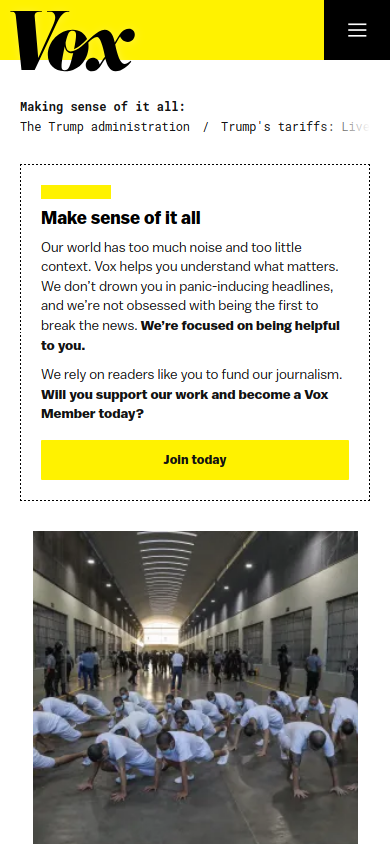 Vox
Making sense of it all:
The Trump administration / Trump's tariffs: Live
Make sense of it all
Our world has too much noise and too little
context. Vox helps you understand what matters.
We don't drown you in panic-inducing headlines,
and we're not obsessed with being the first to
break the news. We're focused on being helpful
to you.
We rely on readers like you to fund our journalism.
Will you support our work and become a Vox
Member today?
Join today